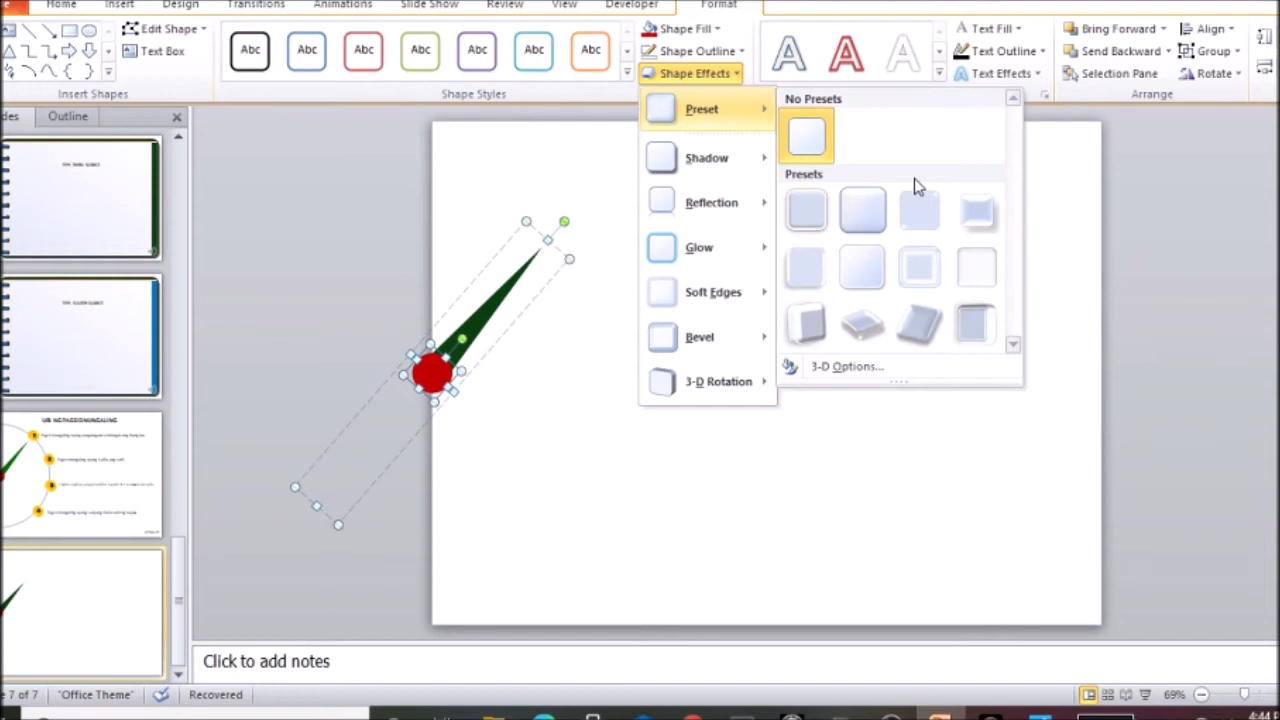 Home Insert Design Transitions Animations Slide Show Review View Developer Format
Edit Shape
Text Box
Insert Shapes
Abc Abc Abc Abc Abc Abc Abc
Shape Styles
Shape Fill
Shape Outline
Shape Effects
A A A
Text Fill
Text Outline
Text Effects
Bring Forward
Send Backward
Selection Pane
Align
Group
Rotate
Arrange
des Outline
Preset
Shadow
Reflection
Glow
Soft Edges
Bevel
3-D Rotation
No Presets
Presets
3-D Options...
Click to add notes
e 7 of 7 "Office Theme" Recovered 69%